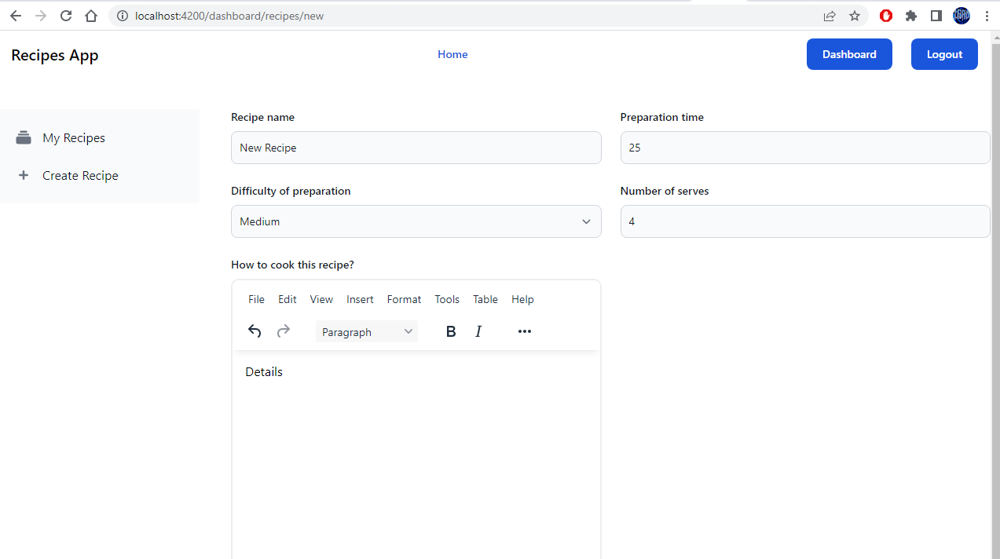 localhost:4200/dashboard/recipes/new
Recipes App
Home
Dashboard
Logout
My Recipes
Create Recipe
Recipe name
Preparation time
New Recipe
25
Difficulty of preparation
Number of serves
Medium
4
How to cook this recipe?
File Edit View Insert Format Tools Table Help
Paragraph B I
Details